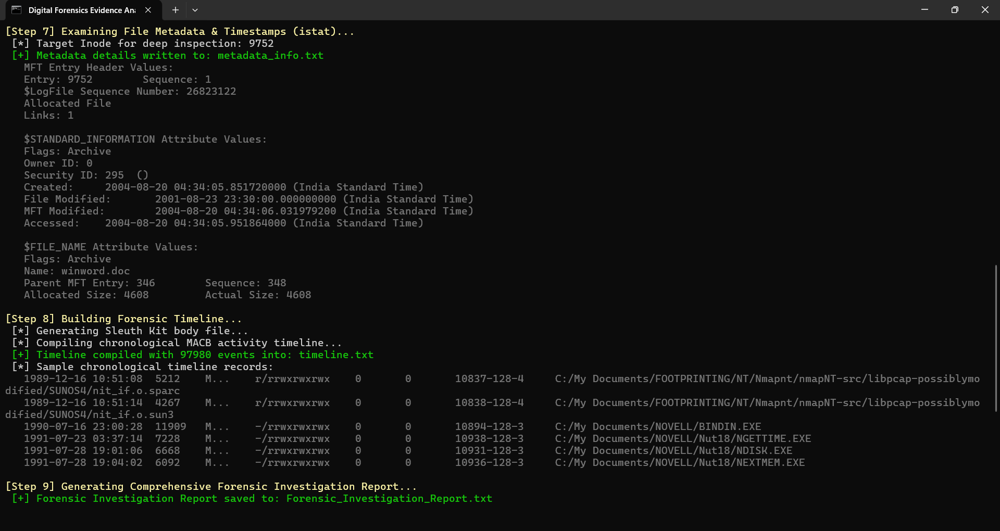 Digital Forensics Evidence Ana
[Step 7] Examining File Metadata & Timestamps (istat)...
[*] Target Inode for deep inspection: 9752
[+] Metadata details written to: metadata_info.txt
MFT Entry Header Values:
Entry: 9752        Sequence: 1
$LogFile Sequence Number: 26823122
Allocated File
Links: 1
$STANDARD_INFORMATION Attribute Values:
Flags: Archive
Owner ID: 0
Security ID: 295  ()
Created:     2004-08-20 04:34:05.851720000 (India Standard Time)
File Modified:       2001-08-23 23:30:00.000000000 (India Standard Time)
MFT Modified:        2004-08-20 04:34:06.031979200 (India Standard Time)
Accessed:    2004-08-20 04:34:05.951864000 (India Standard Time)
$FILE_NAME Attribute Values:
Flags: Archive
Name: winword.doc
Parent MFT Entry: 346        Sequence: 348
Allocated Size: 4608         Actual Size: 4608
[Step 8] Building Forensic Timeline...
[*] Generating Sleuth Kit body file...
[*] Compiling chronological MACB activity timeline...
[+] Timeline compiled with 97980 events into: timeline.txt
[*] Sample chronological timeline records:
1989-12-16 10:51:08  5212    M...    r/rrwxrwxrwx    0       0       10837-128-4     C:/My Documents/FOOTPRINTING/NT/Nmapnt/nmapNT-src/libpcap-possiblymo
dified/SUNOS4/nit_if.o.sparc
1989-12-16 10:51:14  4267    M...    r/rrwxrwxrwx    0       0       10838-128-4     C:/My Documents/FOOTPRINTING/NT/Nmapnt/nmapNT-src/libpcap-possiblymo
dified/SUNOS4/nit_if.o.sun3
1990-07-16 23:00:28  11909   M...    -/rrwxrwxrwx    0       0       10894-128-3     C:/My Documents/NOVELL/BINDIN.EXE
1991-07-23 03:37:14  7228    M...    -/rrwxrwxrwx    0       0       10938-128-3     C:/My Documents/NOVELL/Nut18/NGETTIME.EXE
1991-07-28 19:01:06  6668    M...    -/rrwxrwxrwx    0       0       10931-128-3     C:/My Documents/NOVELL/Nut18/NDISK.EXE
1991-07-28 19:04:02  6092    M...    -/rrwxrwxrwx    0       0       10936-128-3     C:/My Documents/NOVELL/Nut18/NEXTMEM.EXE
[Step 9] Generating Comprehensive Forensic Investigation Report...
[+] Forensic Investigation Report saved to: Forensic_Investigation_Report.txt